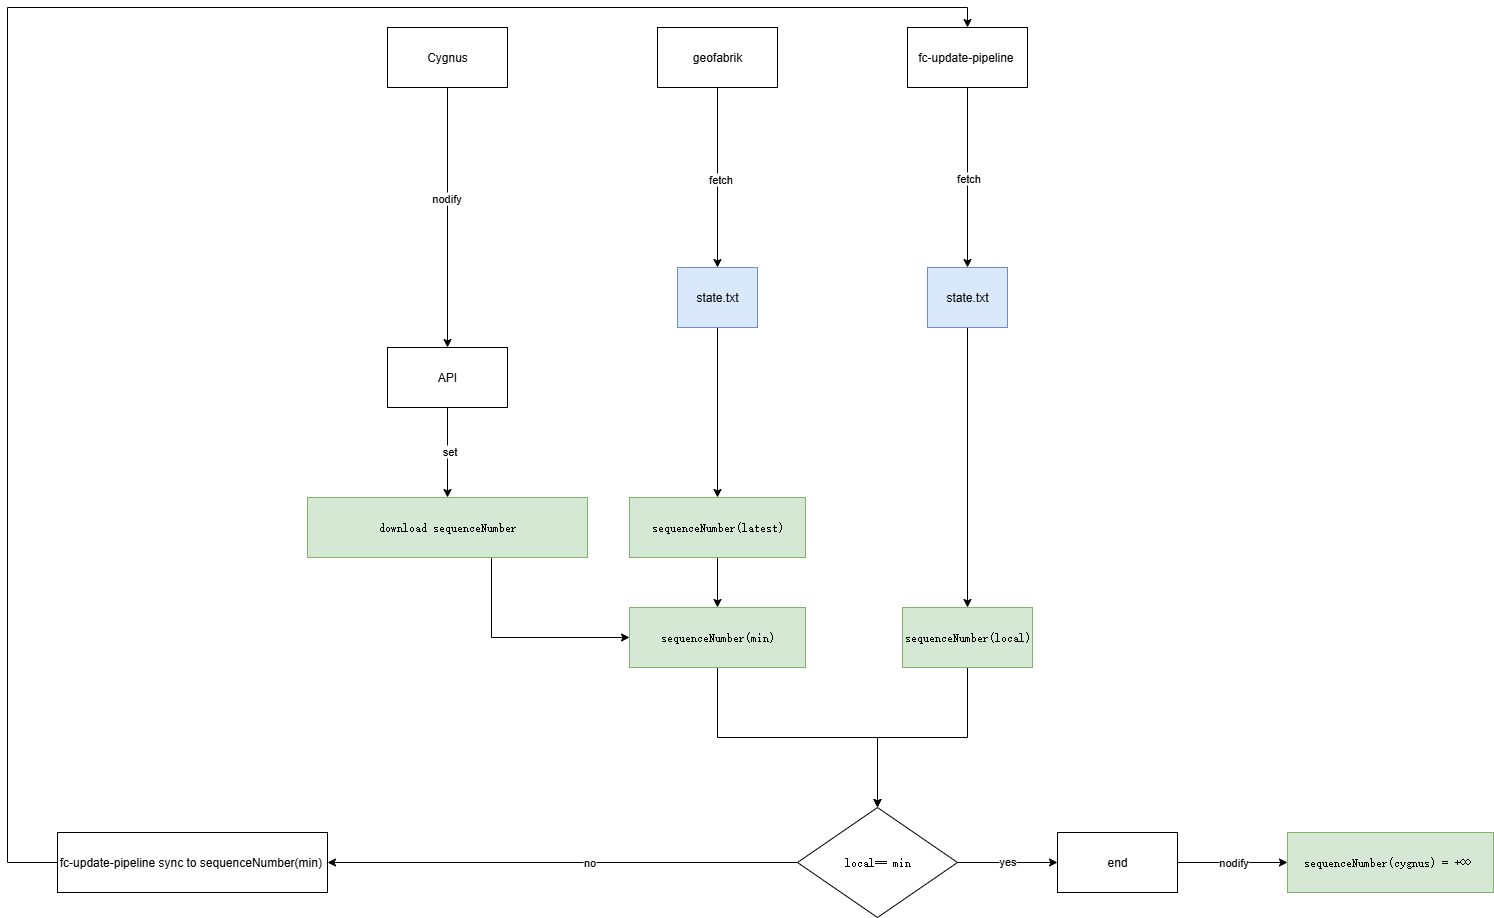 Cygnus
geofabrik
fc-update-pipeline
nodify
fetch
fetch
state.txt
state.txt
API
set
download sequenceNumber
sequenceNumber(latest)
sequenceNumber(min)
sequenceNumber(local)
fc-update-pipeline sync to sequenceNumber(min)
no
local== min
yes
end
nodify
sequenceNumber(cygnus) = +∞